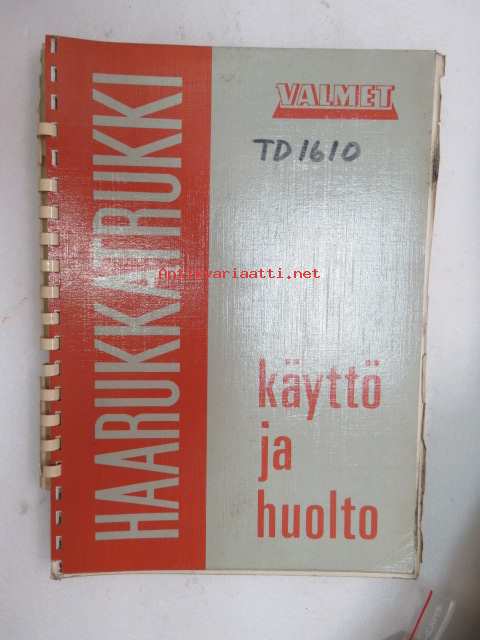 HAARUKKATRUKKI
VALMET
TD1610
Antikvariaatti.net
käyttö
ja
huolto